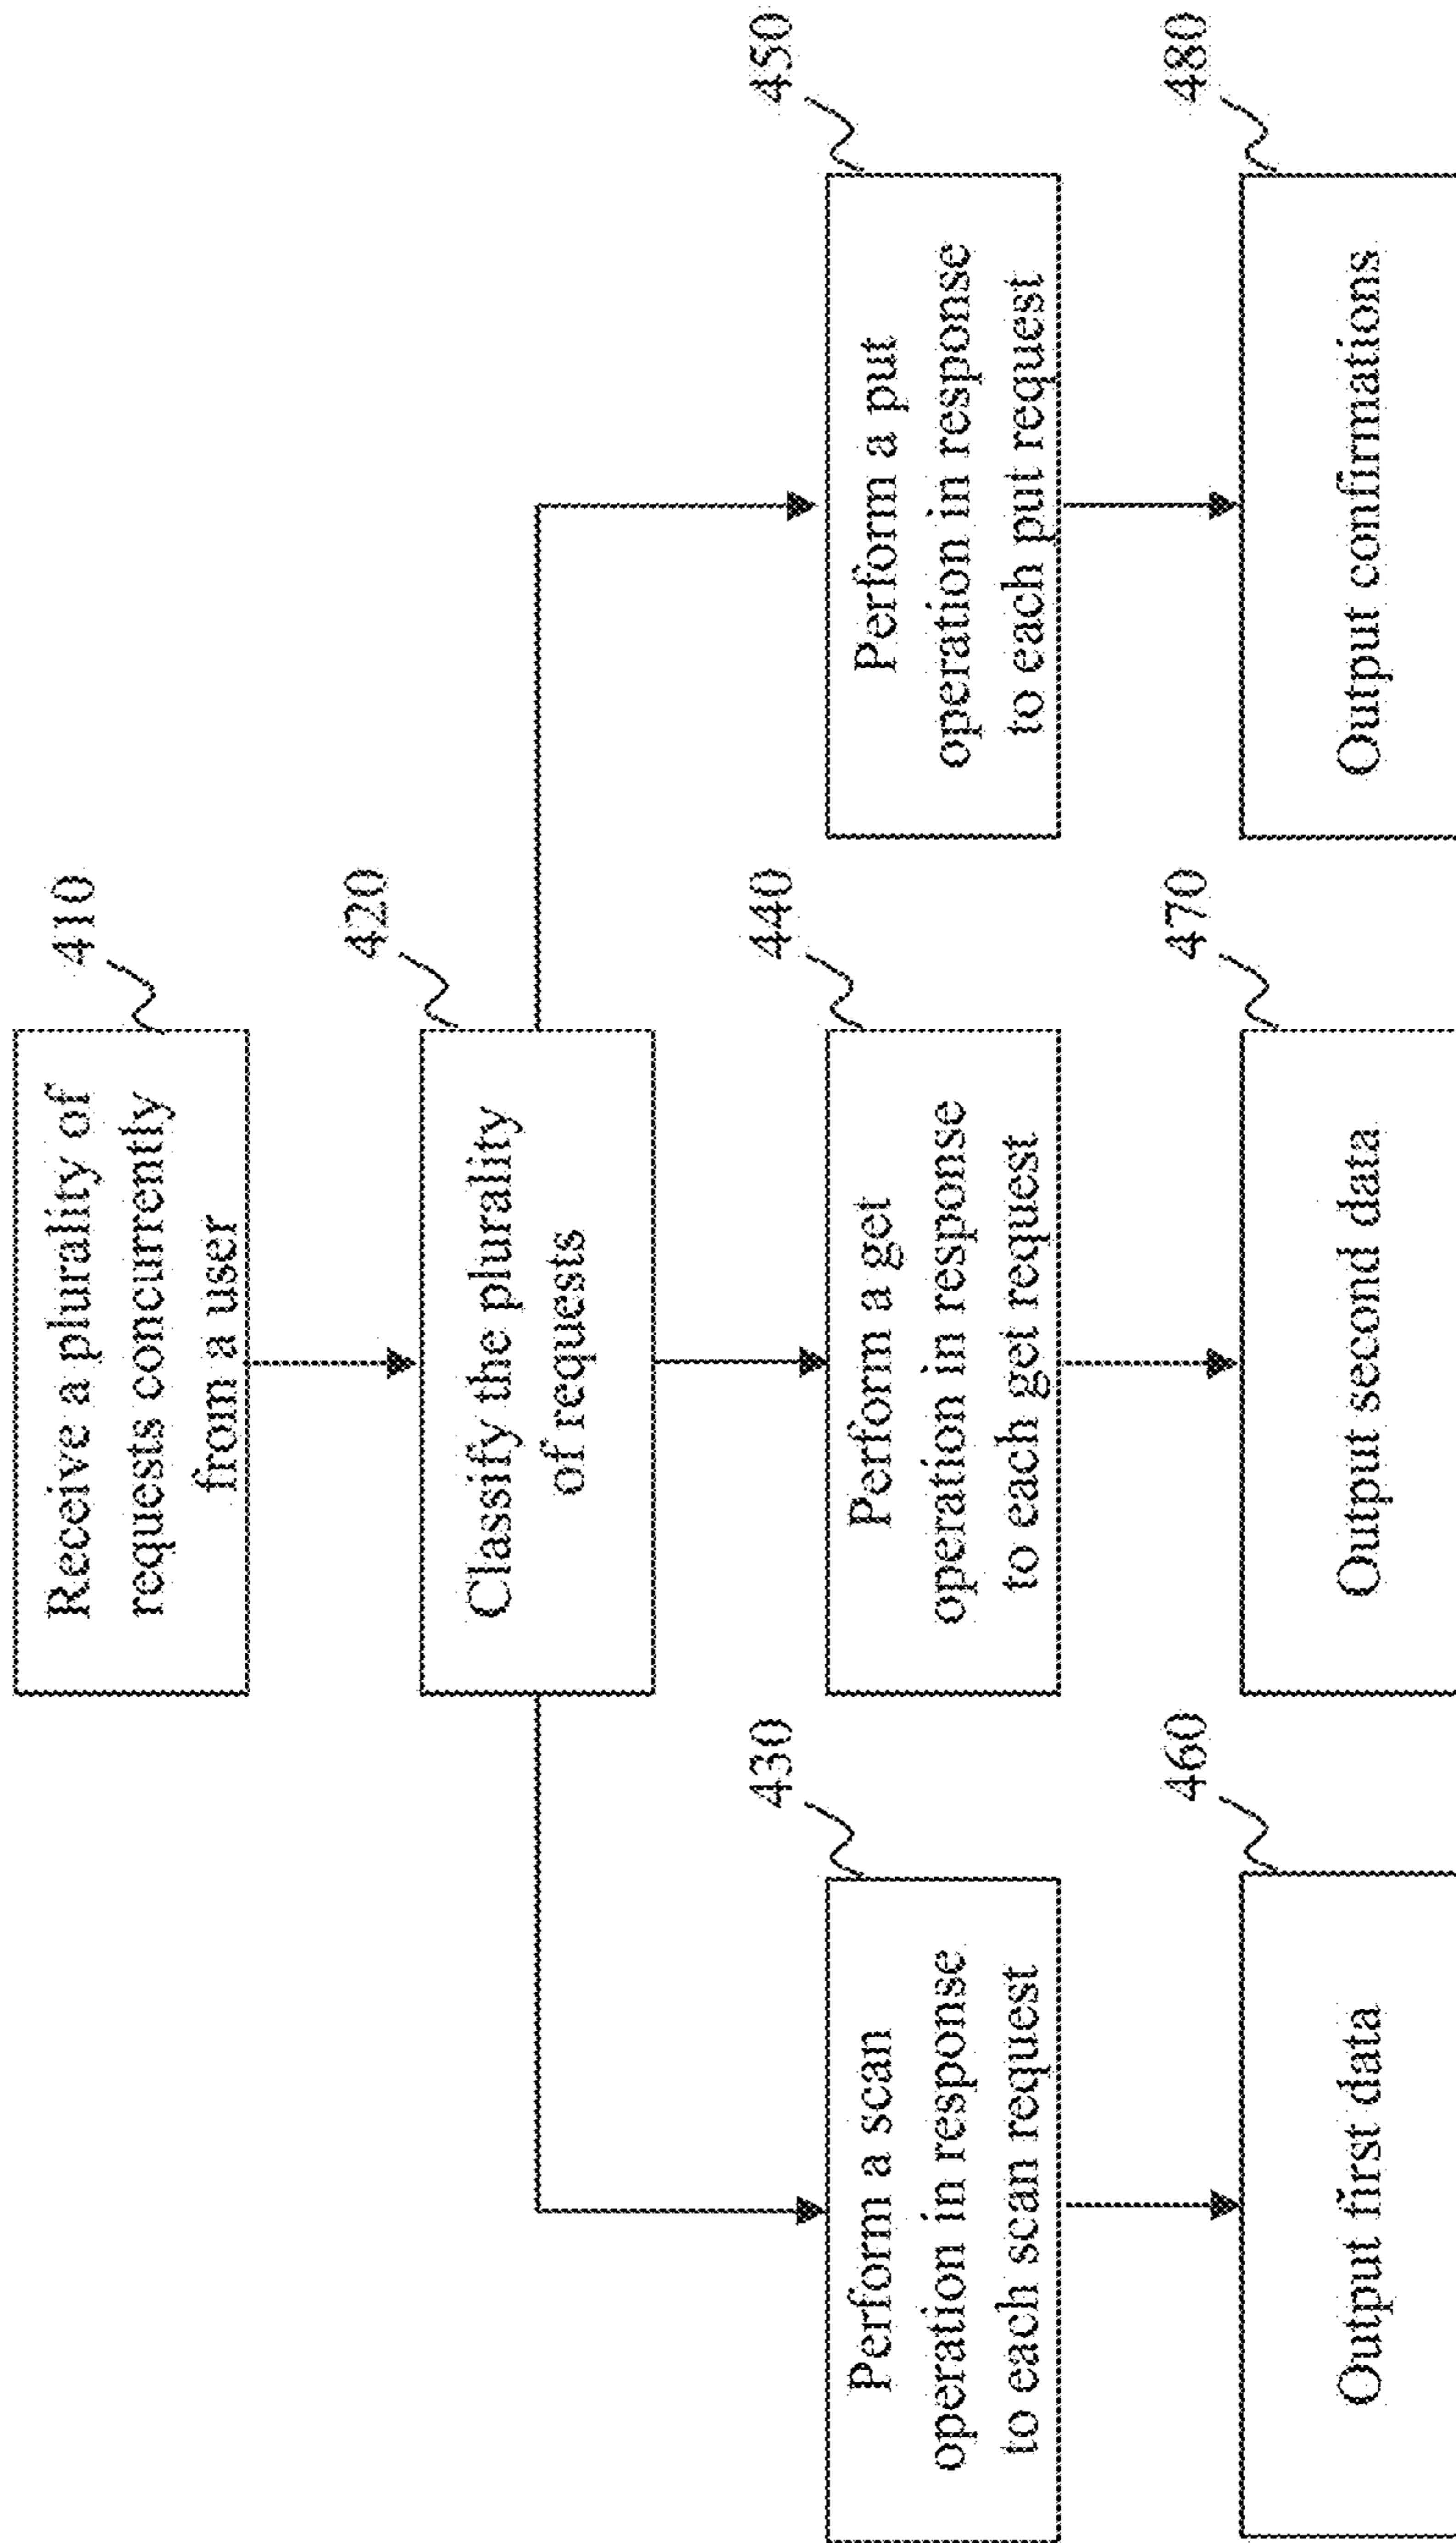 410
Receive a plurality of
requests concurrently
from a user
420
Classify the plurality
of requests
430
Perform a scan
operation in response
to each scan request
440
Perform a get
operation in response
to each get request
450
Perform a put
operation in response
to each put request
460
Output first data
470
Output second data
480
Output confirmations